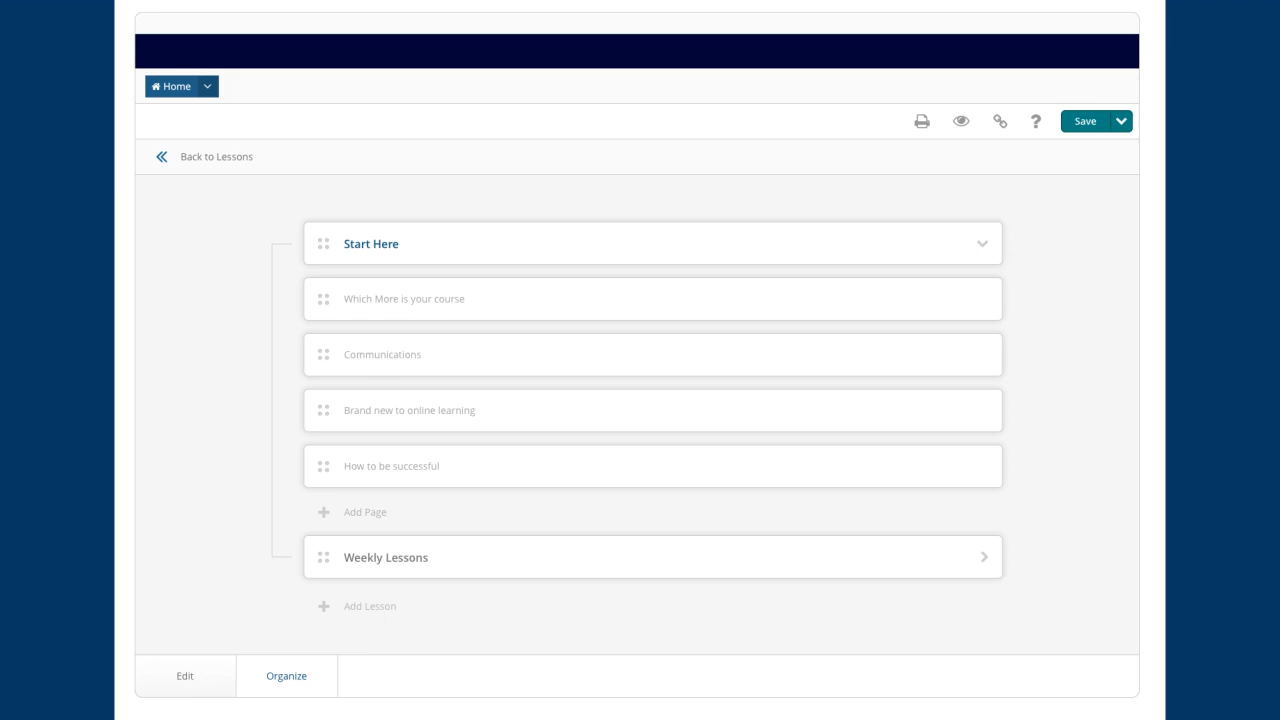 Home
Save
Back to Lessons
Start Here
Which More is your course
Communications
Brand new to online learning
How to be successful
Add Page
Weekly Lessons
Add Lesson
Edit
Organize